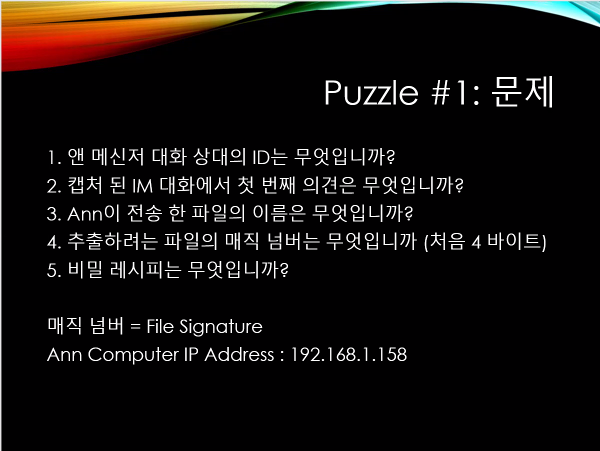 Puzzle #1: 문제
1. 앤 메신저 대화 상대의 ID는 무엇입니까?
2. 캡처 된 IM 대화에서 첫 번째 의견은 무엇입니까?
3. Ann이 전송 한 파일의 이름은 무엇입니까?
4. 추출하려는 파일의 매직 넘버는 무엇입니까 (처음 4 바이트)
5. 비밀 레시피는 무엇입니까?
매직 넘버 = File Signature
Ann Computer IP Address : 192.168.1.158